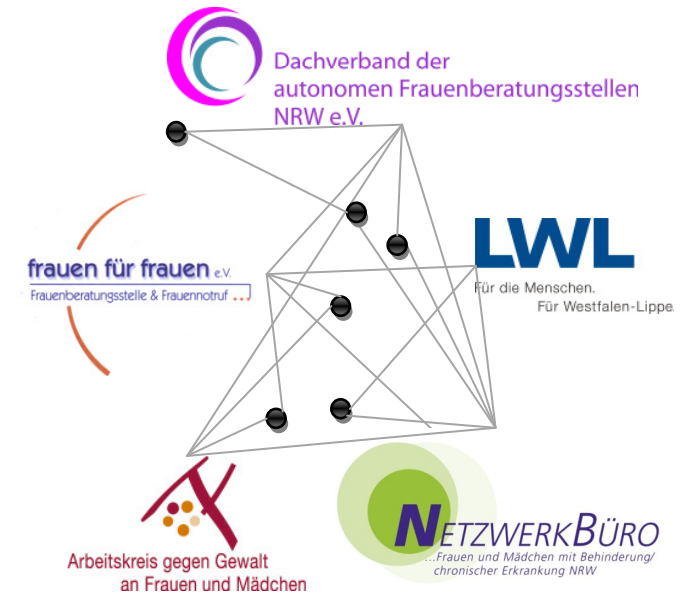 Dachverband der
autonomen Frauenberatungsstellen
NRW e.V.
frauen für frauen e.V.
Frauenberatungsstelle & Frauennotruf ...
LWL
Für die Menschen.
Für Westfalen-Lippe.
Arbeitskreis gegen Gewalt
an Frauen und Mädchen
NETZWERKBÜRO
...Frauen und Mädchen mit Behinderung/
chronischer Erkrankung NRW